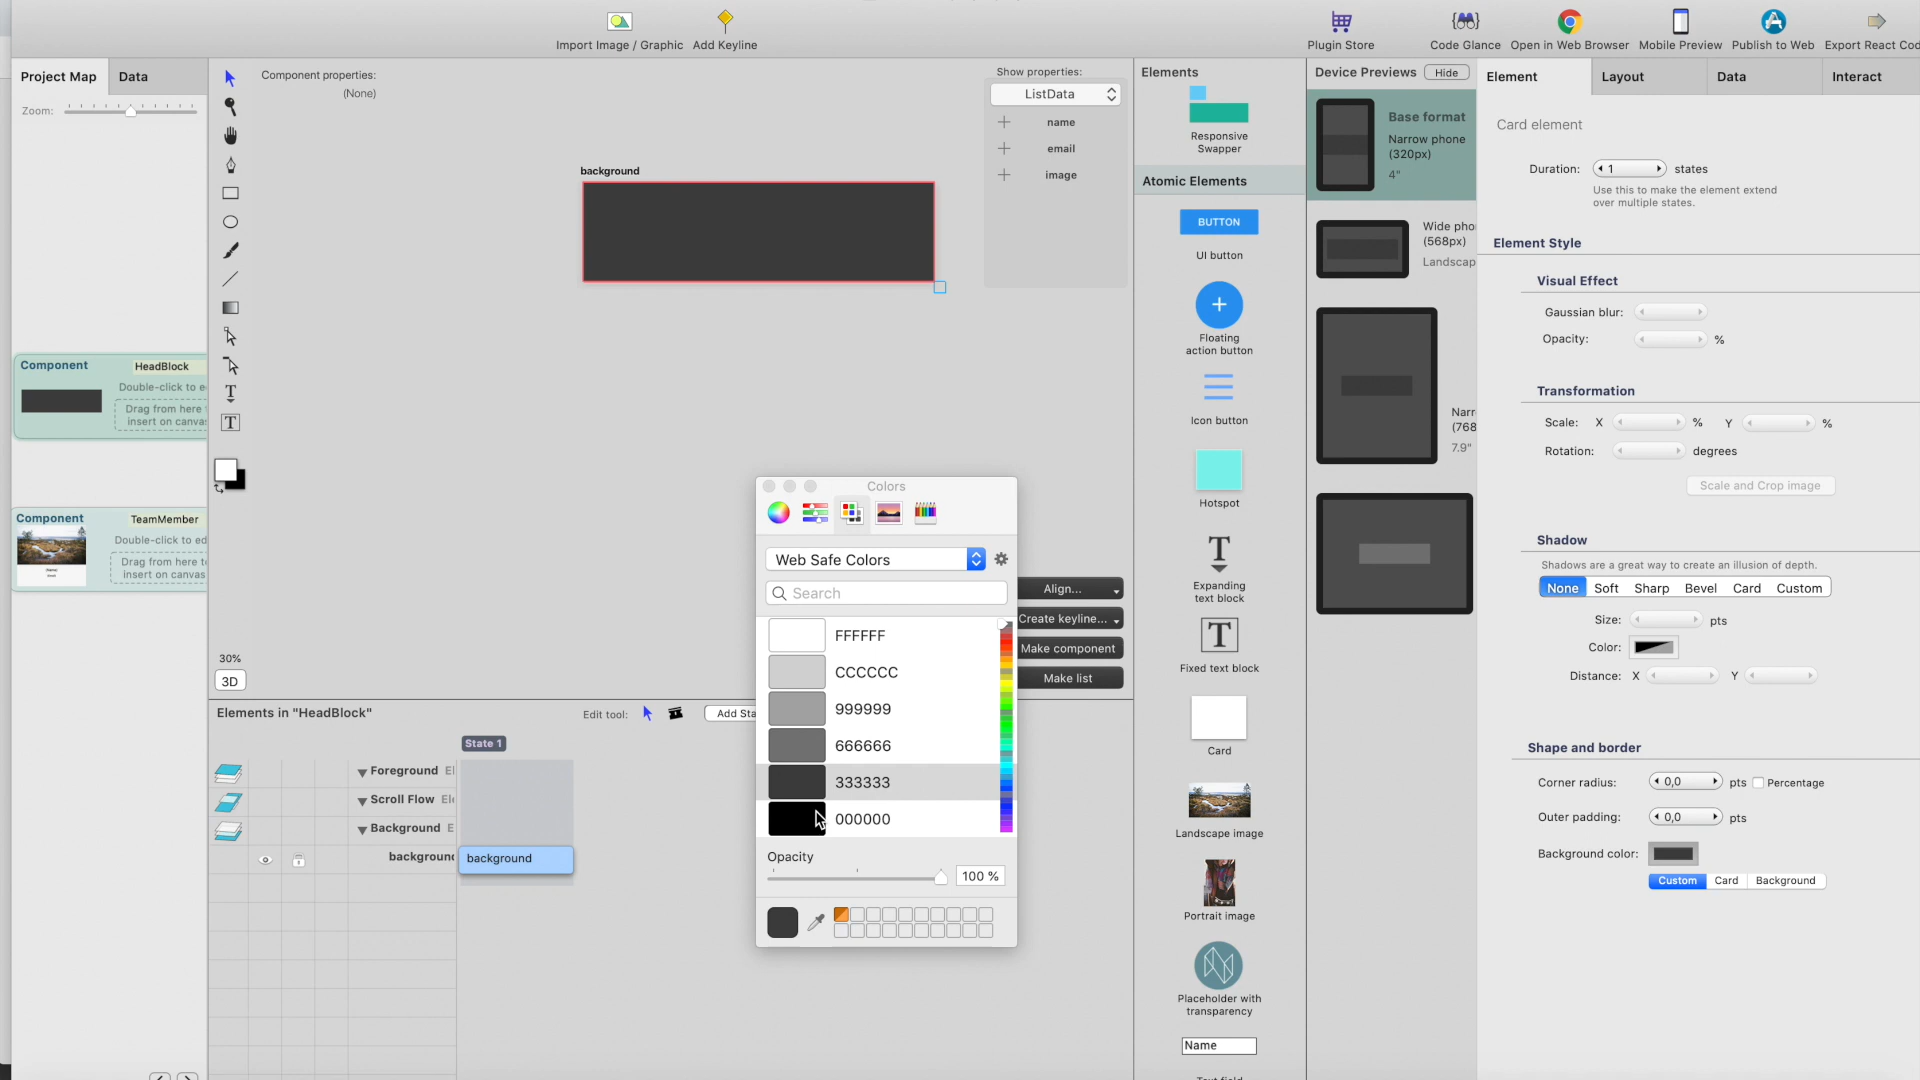 Import Image / Graphic
Add Keyline
Plugin Store
Code Glance
Open in Web Browser
Mobile Preview
Publish to Web
Export React Cod
Project Map
Data
Zoom:
Component
HeadBlock
Double-click to e
Drag from here t
insert on canvas
Component
TeamMember
Double-click to ed
Drag from here to
insert on canvas
T
T
30%
3D
Component properties:
(None)
background
Show properties:
ListData
name
email
image
Align...
Create keyline...
Make component
Make list
Colors
Web Safe Colors
Search
FFFFFF
CCCCCC
999999
666666
333333
000000
Opacity
100 %
Elements in "HeadBlock"
Edit tool:
Add Sta
State 1
Foreground El
Scroll Flow Ele
Background E
background
background
Elements
Responsive
Swapper
Atomic Elements
BUTTON
UI button
Floating
action button
Icon button
Hotspot
T
Expanding
text block
T
Fixed text block
Card
Landscape image
Portrait image
Placeholder with
transparency
Name
Device Previews
Hide
Base format
Narrow phone
(320px)
4"
Wide pho
(568px)
Landscap
Narr
(768
7.9"
Element
Layout
Data
Interact
Card element
Duration:
1
states
Use this to make the element extend
over multiple states.
Element Style
Visual Effect
Gaussian blur:
Opacity:
%
Transformation
Scale:
X
%
Y
%
Rotation:
degrees
Scale and Crop image
Shadow
Shadows are a great way to create an illusion of depth.
None
Soft
Sharp
Bevel
Card
Custom
Size:
pts
Color:
Distance:
X
Y
Shape and border
Corner radius:
0,0
pts
Percentage
Outer padding:
0,0
pts
Background color:
Custom
Card
Background